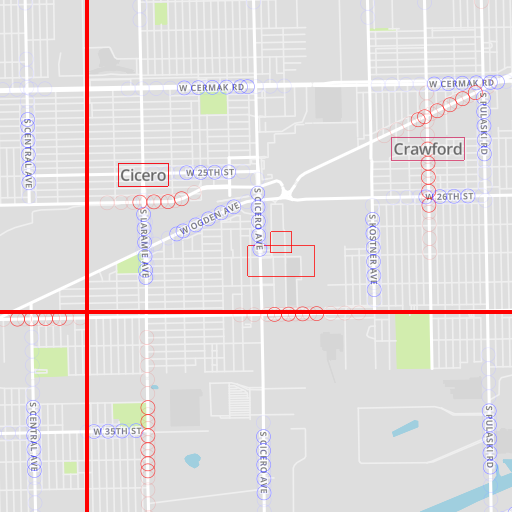 W CERMAK RD
W CERMAK RD
S CENTRAL AVE
S PULASKI RD
Crawford
Cicero
W 25TH ST
W 26TH ST
S LARAMIE AVE
W OGDEN AVE
S CICERO AVE
S KOSTNER AVE
S CENTRAL AVE
W 35TH ST
S CICERO AVE
S PULASKI RD